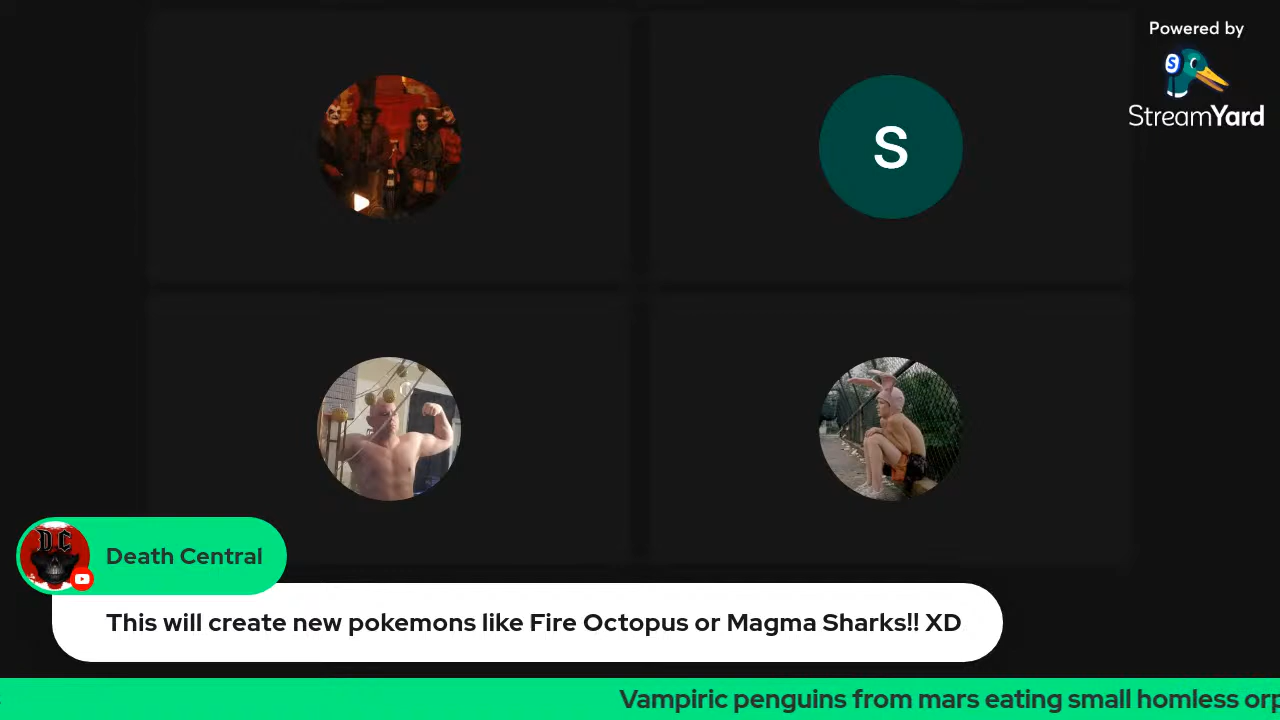 Powered by
S
StreamYard
S
DC
Death Central
This will create new pokemons like Fire Octopus or Magma Sharks!! XD
Vampiric penguins from mars eating small homless